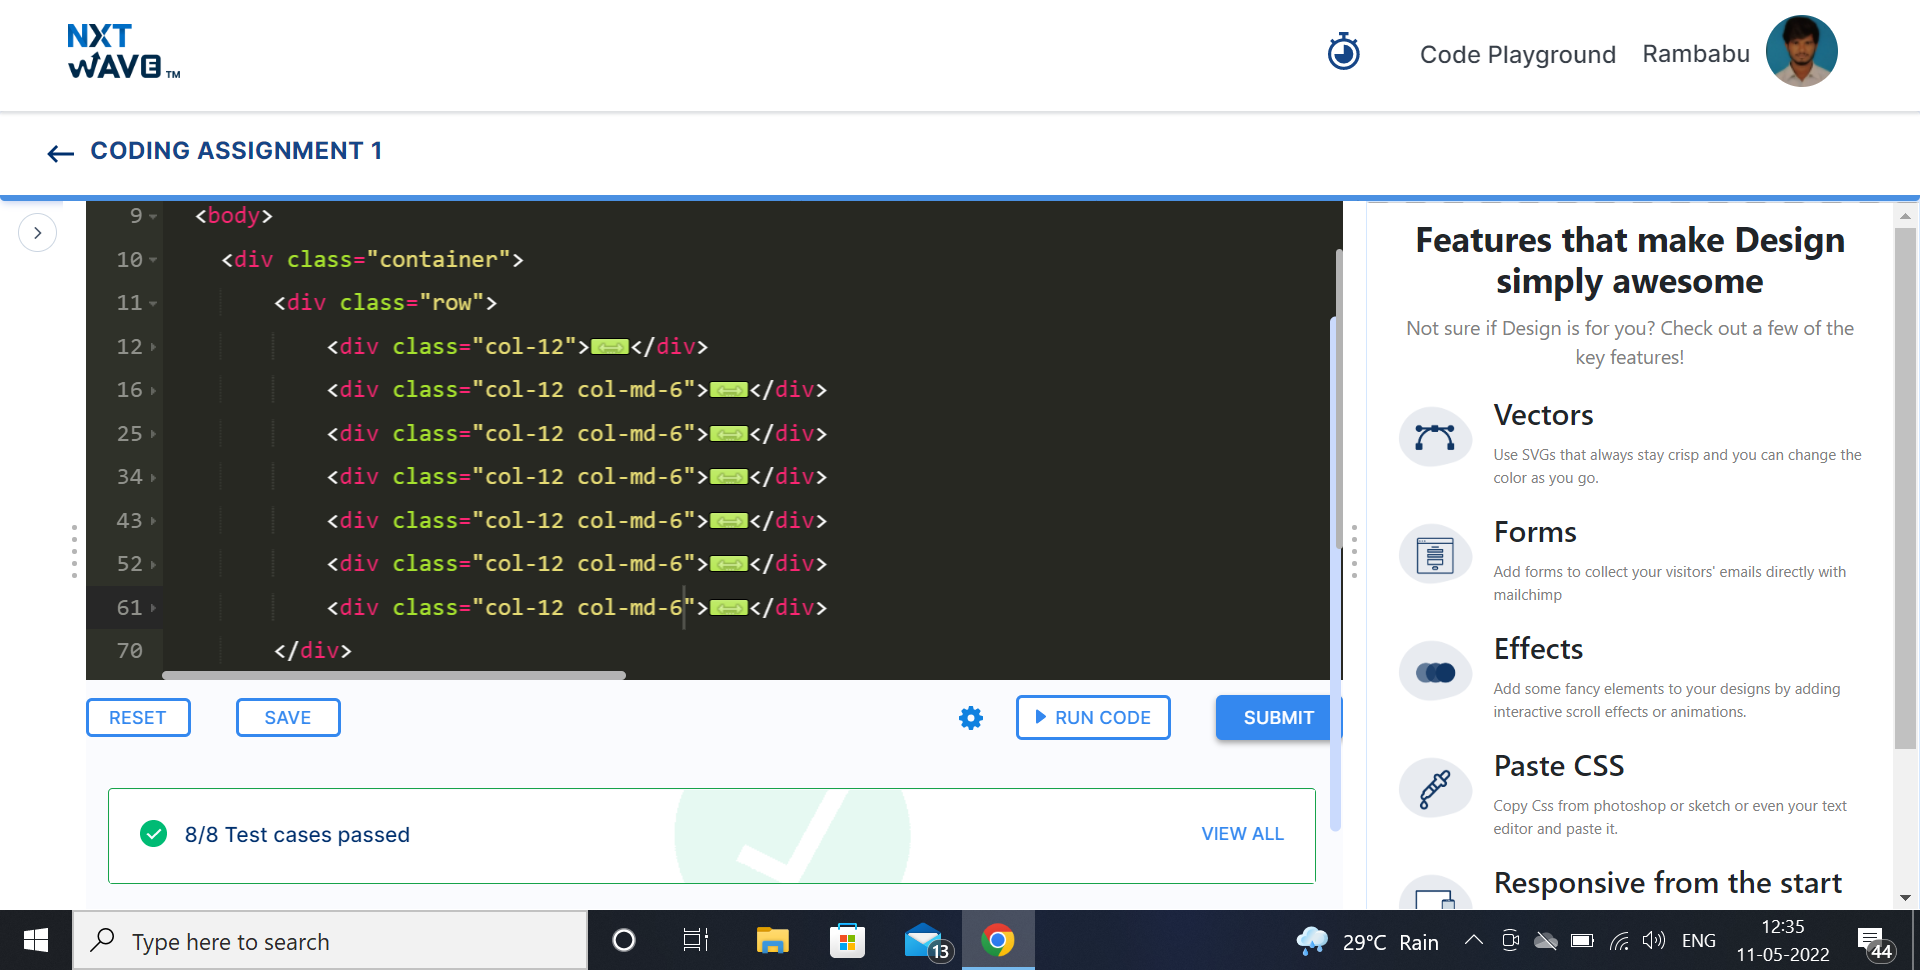 NXT
WAVE TM
Code Playground
Rambabu
CODING ASSIGNMENT 1
9 <body>
10 <div class="container">
11 <div class="row">
12 <div class="col-12"></div>
16 <div class="col-12 col-md-6"></div>
25 <div class="col-12 col-md-6"></div>
34 <div class="col-12 col-md-6"></div>
43 <div class="col-12 col-md-6"></div>
52 <div class="col-12 col-md-6"></div>
61 <div class="col-12 col-md-6"></div>
70 </div>
RESET
SAVE
RUN CODE
SUBMIT
8/8 Test cases passed
VIEW ALL
Features that make Design
simply awesome
Not sure if Design is for you? Check out a few of the
key features!
Vectors
Use SVGs that always stay crisp and you can change the
color as you go.
Forms
Add forms to collect your visitors' emails directly with
mailchimp
Effects
Add some fancy elements to your designs by adding
interactive scroll effects or animations.
Paste CSS
Copy Css from photoshop or sketch or even your text
editor and paste it.
Responsive from the start
Type here to search
13
29°C Rain
ENG
12:35
11-05-2022
44